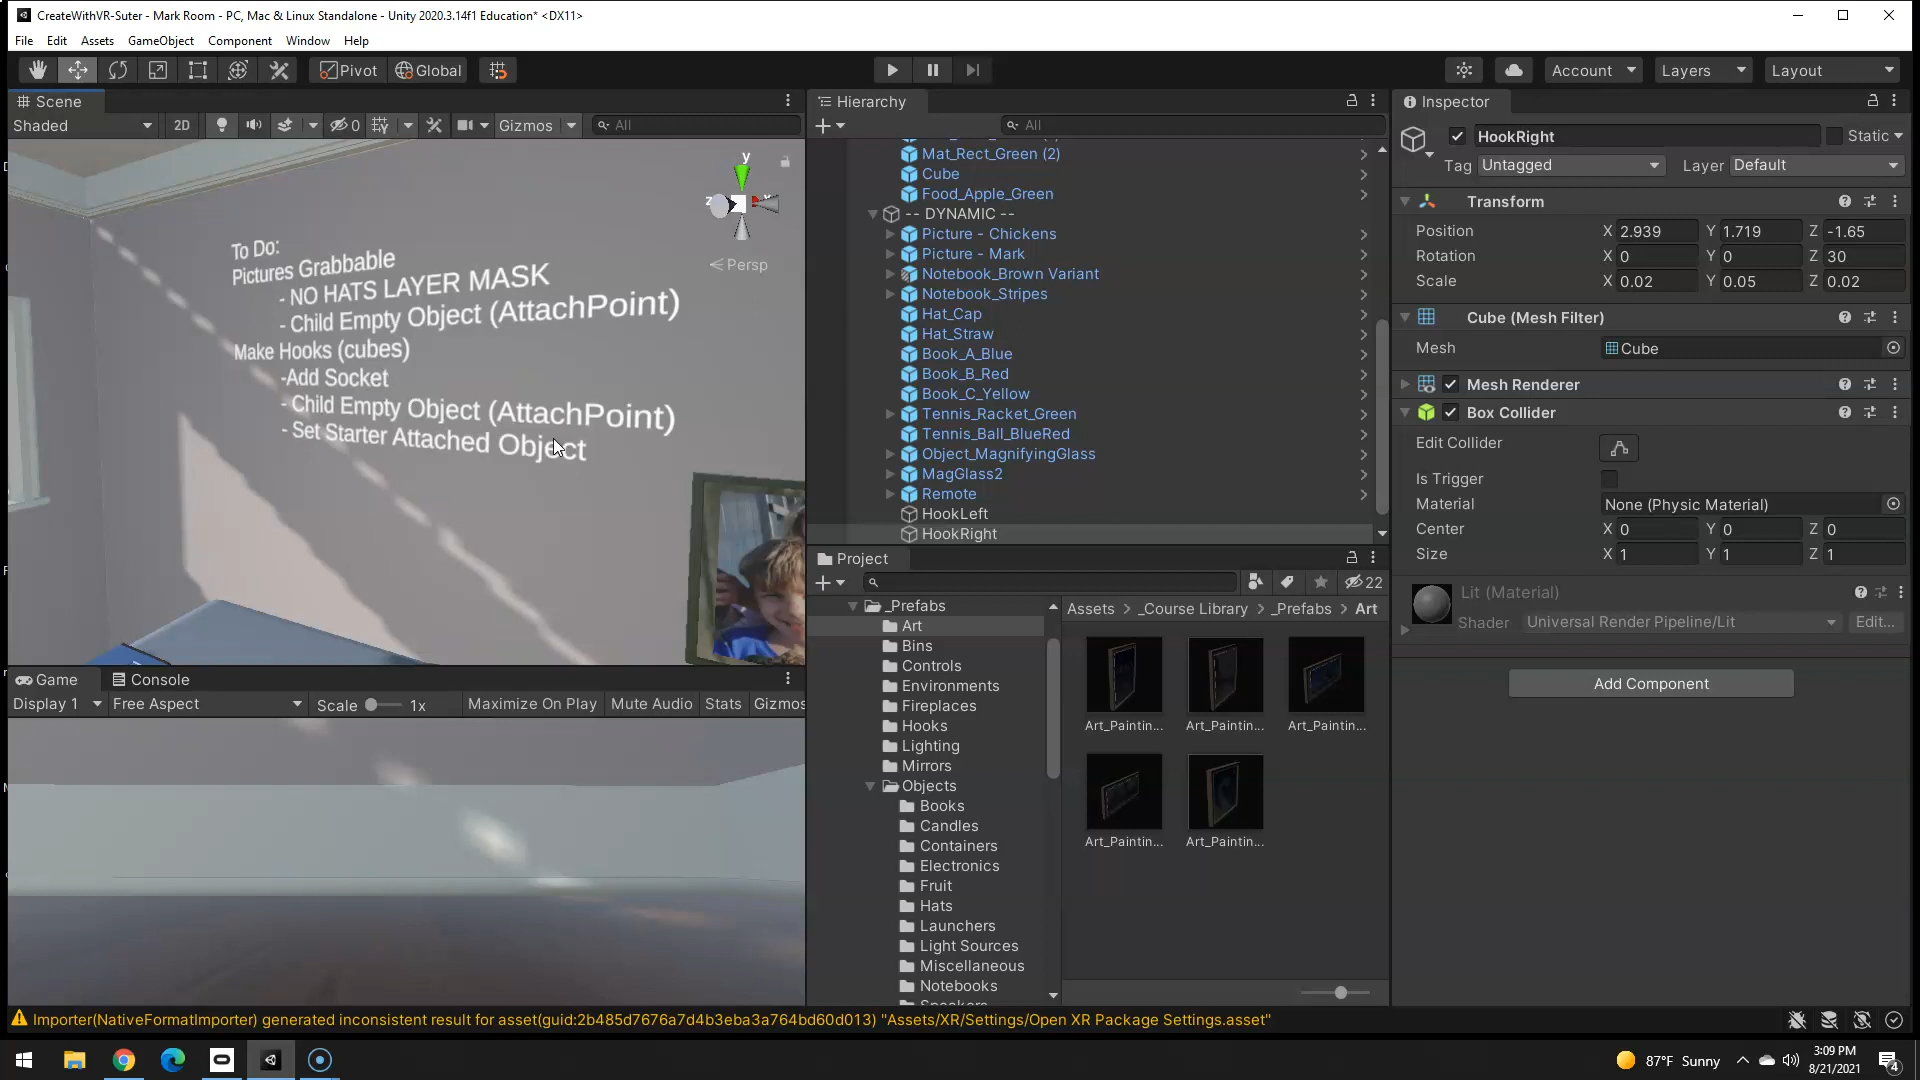 CreateWithVR-Suter - Mark Room - PC, Mac & Linux Standalone - Unity 2020.3.14f1 Education* <DX11>
File Edit Assets GameObject Component Window Help
Pivot Global Account Layers Layout
Scene
Shaded 2D 0 Gizmos All
To Do:
Pictures Grabbable
- NO HATS LAYER MASK
- Child Empty Object (AttachPoint)
Make Hooks (cubes)
-Add Socket
- Child Empty Object (AttachPoint)
- Set Starter Attached Object
y
z x
Persp
Game Console
Display 1 Free Aspect Scale 1x Maximize On Play Mute Audio Stats Gizmos
Hierarchy
All
Mat_Rect_Green (2)
Cube
Food_Apple_Green
-- DYNAMIC --
Picture - Chickens
Picture - Mark
Notebook_Brown Variant
Notebook_Stripes
Hat_Cap
Hat_Straw
Book_A_Blue
Book_B_Red
Book_C_Yellow
Tennis_Racket_Green
Tennis_Ball_BlueRed
Object_MagnifyingGlass
MagGlass2
Remote
HookLeft
HookRight
Project
22
_Prefabs
Art
Bins
Controls
Environments
Fireplaces
Hooks
Lighting
Mirrors
Objects
Books
Candles
Containers
Electronics
Fruit
Hats
Launchers
Light Sources
Miscellaneous
Notebooks
Assets > _Course Library > _Prefabs > Art
Art_Paintin... Art_Paintin... Art_Paintin...
Art_Paintin... Art_Paintin...
Inspector
HookRight Static
Tag Untagged Layer Default
Transform
Position X 2.939 Y 1.719 Z -1.65
Rotation X 0 Y 0 Z 30
Scale X 0.02 Y 0.05 Z 0.02
Cube (Mesh Filter)
Mesh Cube
Mesh Renderer
Box Collider
Edit Collider
Is Trigger
Material None (Physic Material)
Center X 0 Y 0 Z 0
Size X 1 Y 1 Z 1
Lit (Material)
Shader Universal Render Pipeline/Lit Edit...
Add Component
Importer(NativeFormatImporter) generated inconsistent result for asset(guid:2b485d7676a7d4b3eba3a764bd60d013) "Assets/XR/Settings/Open XR Package Settings.asset"
87°F Sunny
3:09 PM
8/21/2021
4